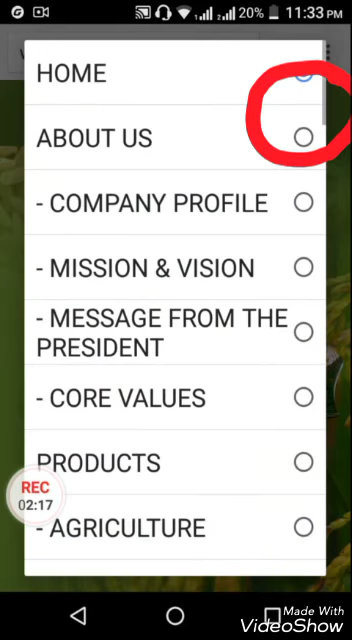 20% 11:33 PM
HOME
ABOUT US
- COMPANY PROFILE
- MISSION & VISION
- MESSAGE FROM THE
PRESIDENT
- CORE VALUES
PRODUCTS
REC
02:17
- AGRICULTURE
Made With
VideoShow